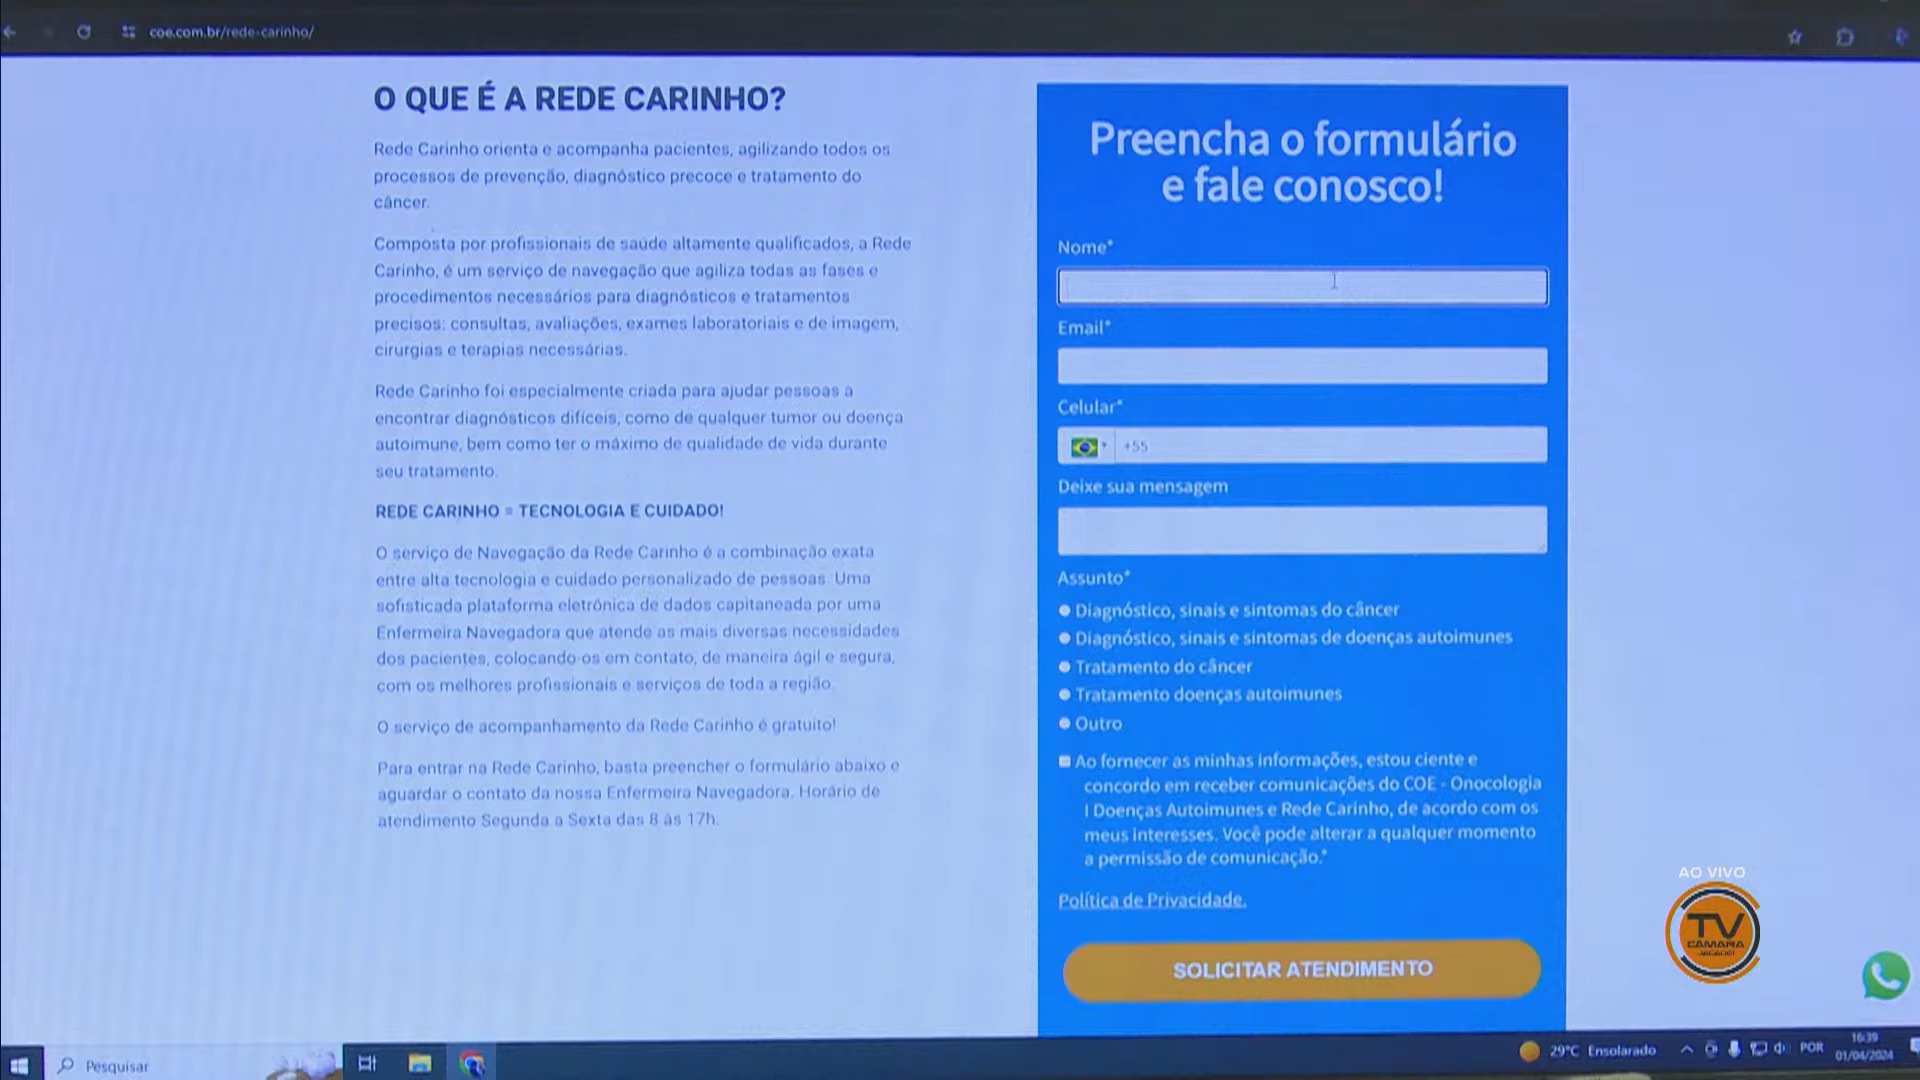 coe.com.br/rede-carinho/
O QUE É A REDE CARINHO?
Rede Carinho orienta e acompanha pacientes, agilizando todos os
processos de prevenção, diagnóstico precoce e tratamento do
câncer.
Composta por profissionais de saúde altamente qualificados, a Rede
Carinho, é um serviço de navegação que agiliza todas as fases e
procedimentos necessários para diagnósticos e tratamentos
precisos: consultas, avaliações, exames laboratoriais e de imagem,
cirurgias e terapias necessárias.
Rede Carinho foi especialmente criada para ajudar pessoas a
encontrar diagnósticos difíceis, como de qualquer tumor ou doença
autoimune, bem como ter o máximo de qualidade de vida durante
seu tratamento.
REDE CARINHO = TECNOLOGIA E CUIDADO!
O serviço de Navegação da Rede Carinho é a combinação exata
entre alta tecnologia e cuidado personalizado de pessoas. Uma
sofisticada plataforma eletrônica de dados capitaneada por uma
Enfermeira Navegadora que atende as mais diversas necessidades
dos pacientes, colocando-os em contato, de maneira ágil e segura,
com os melhores profissionais e serviços de toda a região.
O serviço de acompanhamento da Rede Carinho é gratuito!
Para entrar na Rede Carinho, basta preencher o formulário abaixo e
aguardar o contato da nossa Enfermeira Navegadora. Horário de
atendimento Segunda a Sexta das 8 às 17h.
Preencha o formulário
e fale conosco!
Nome*
Email*
Celular*
+55
Deixe sua mensagem
Assunto*
Diagnóstico, sinais e sintomas do câncer
Diagnóstico, sinais e sintomas de doenças autoimunes
Tratamento do câncer
Tratamento doenças autoimunes
Outro
Ao fornecer as minhas informações, estou ciente e
concordo em receber comunicações do COE - Onocologia
I Doenças Autoimunes e Rede Carinho, de acordo com os
meus interesses. Você pode alterar a qualquer momento
a permissão de comunicação.*
Política de Privacidade.
SOLICITAR ATENDIMENTO
AO VIVO
TV
CÂMARA
JACAREÍ
Pesquisar
29°C Ensolarado
POR
16:39
01/04/2024